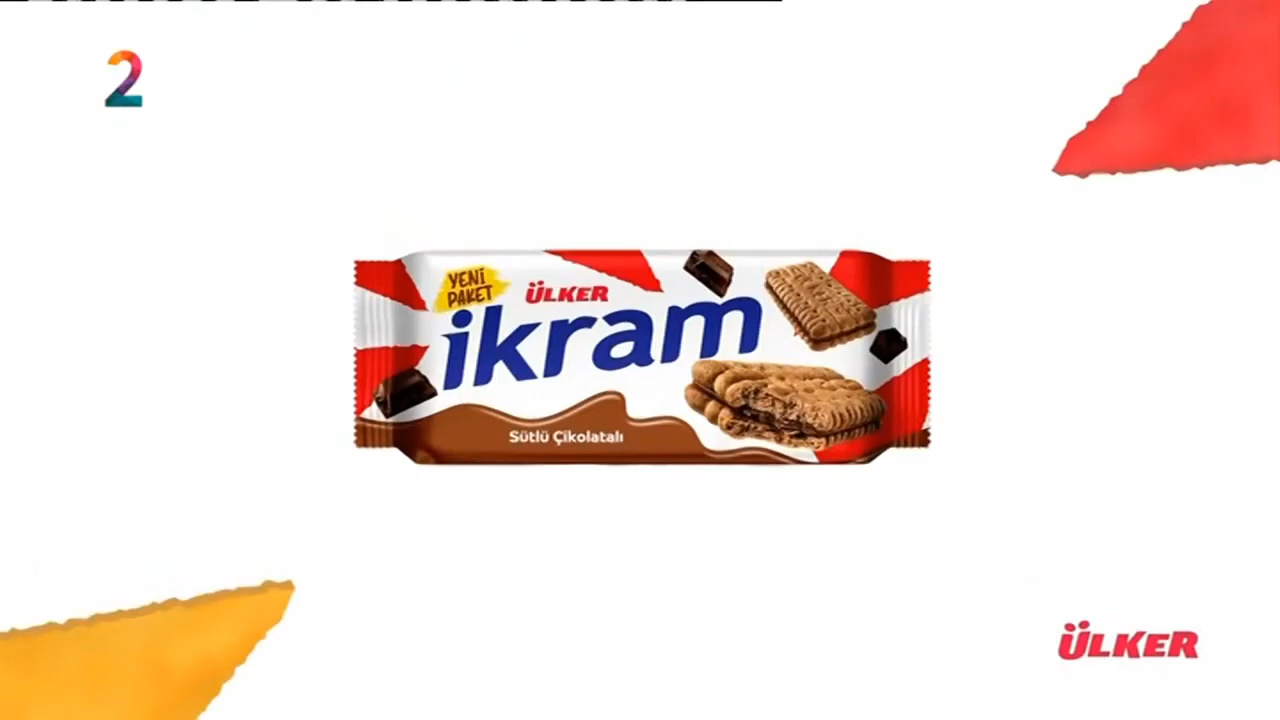 2
YENİ
PAKET
ÜLKER
ikram
Sütlü Çikolatalı
ÜLKER